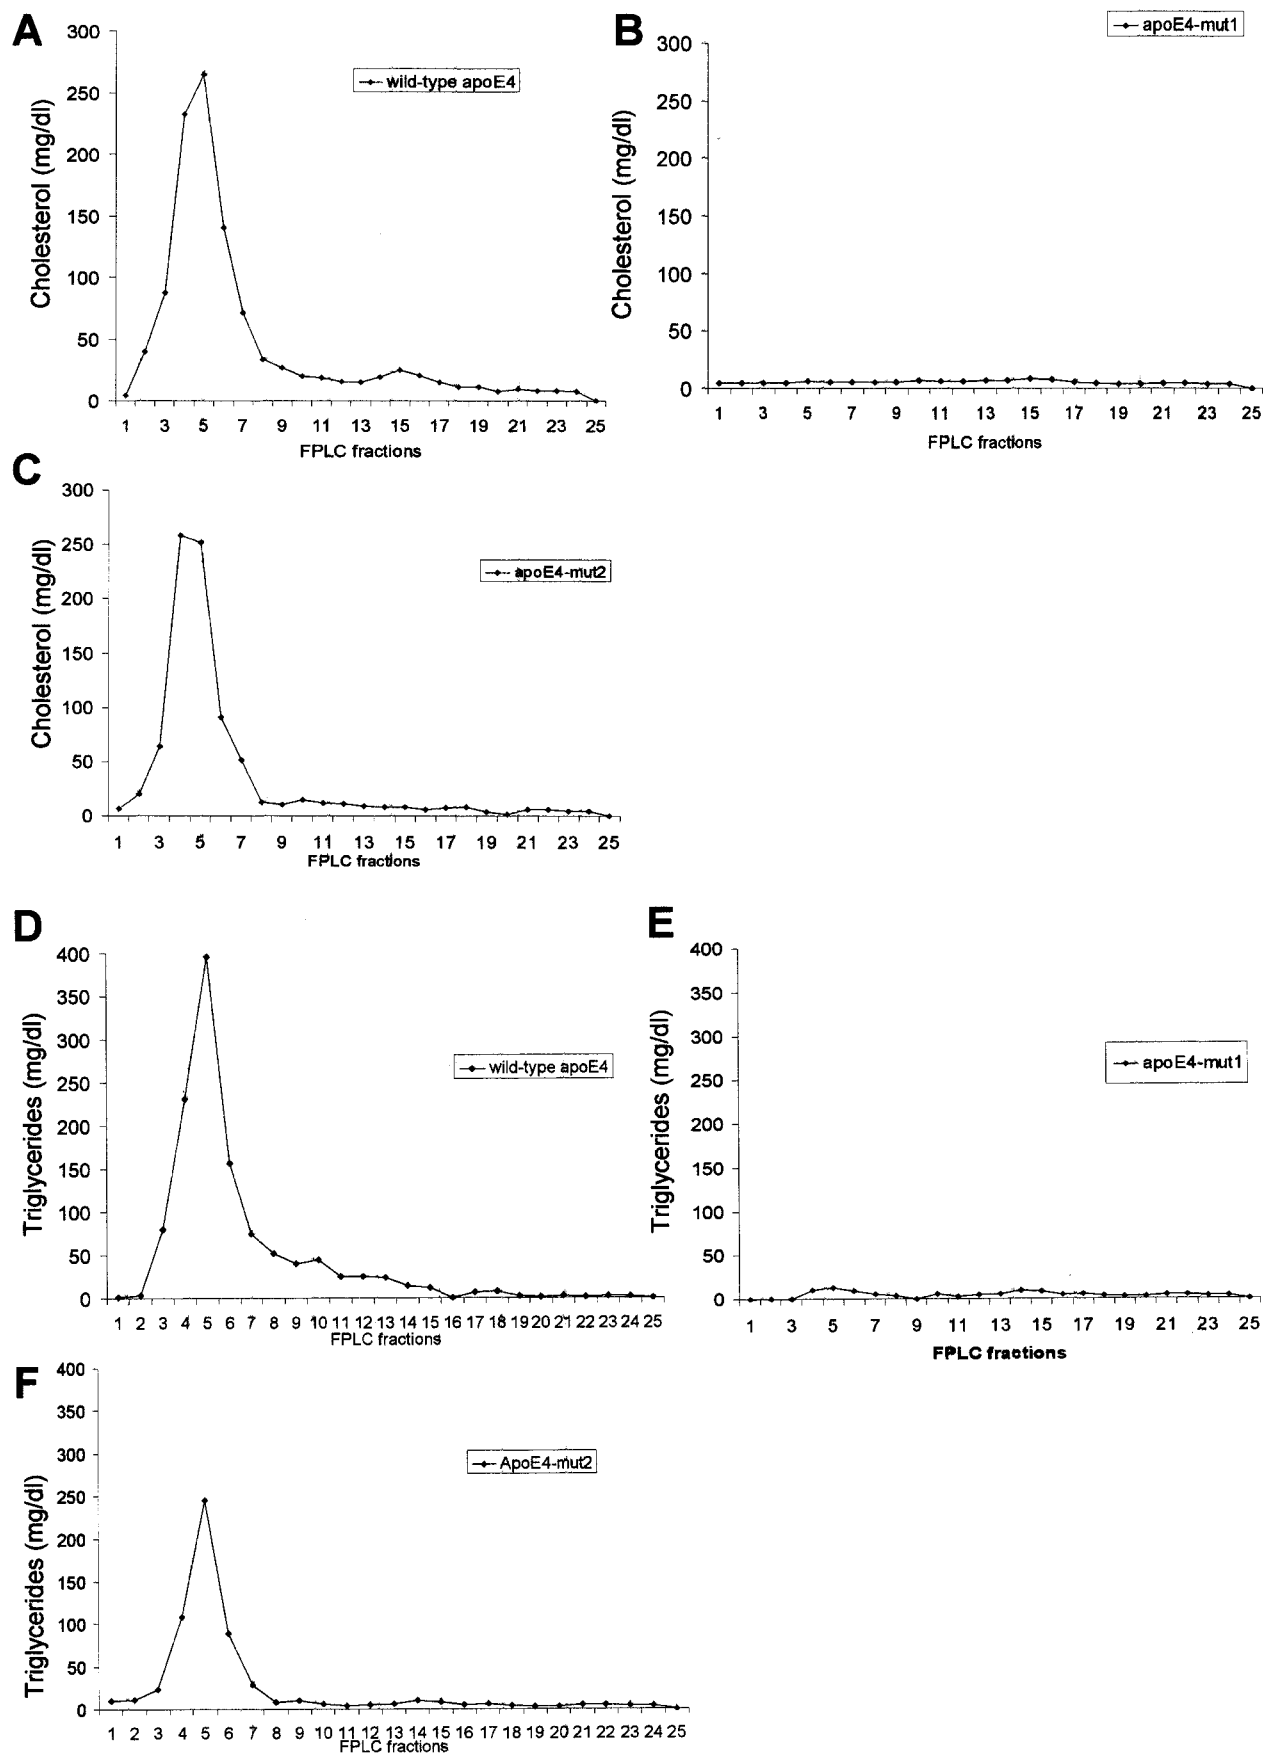 A
Cholesterol (mg/dl)
300
250
200
150
100
50
0
wild-type apoE4
1 3 5 7 9 11 13 15 17 19 21 23 25
FPLC fractions
B
Cholesterol (mg/dl)
300
250
200
150
100
50
0
apoE4-mut1
1 3 5 7 9 11 13 15 17 19 21 23 25
FPLC fractions
C
Cholesterol (mg/dl)
300
250
200
150
100
50
0
apoE4-mut2
1 3 5 7 9 11 13 15 17 19 21 23 25
FPLC fractions
D
Triglycerides (mg/dl)
400
350
300
250
200
150
100
50
0
wild-type apoE4
1 2 3 4 5 6 7 8 9 10 11 12 13 14 15 16 17 18 19 20 21 22 23 24 25
FPLC fractions
E
Triglycerides (mg/dl)
400
350
300
250
200
150
100
50
0
apoE4-mut1
1 3 5 7 9 11 13 15 17 19 21 23 25
FPLC fractions
F
Triglycerides (mg/dl)
400
350
300
250
200
150
100
50
0
ApoE4-mut2
1 2 3 4 5 6 7 8 9 10 11 12 13 14 15 16 17 18 19 20 21 22 23 24 25
FPLC fractions